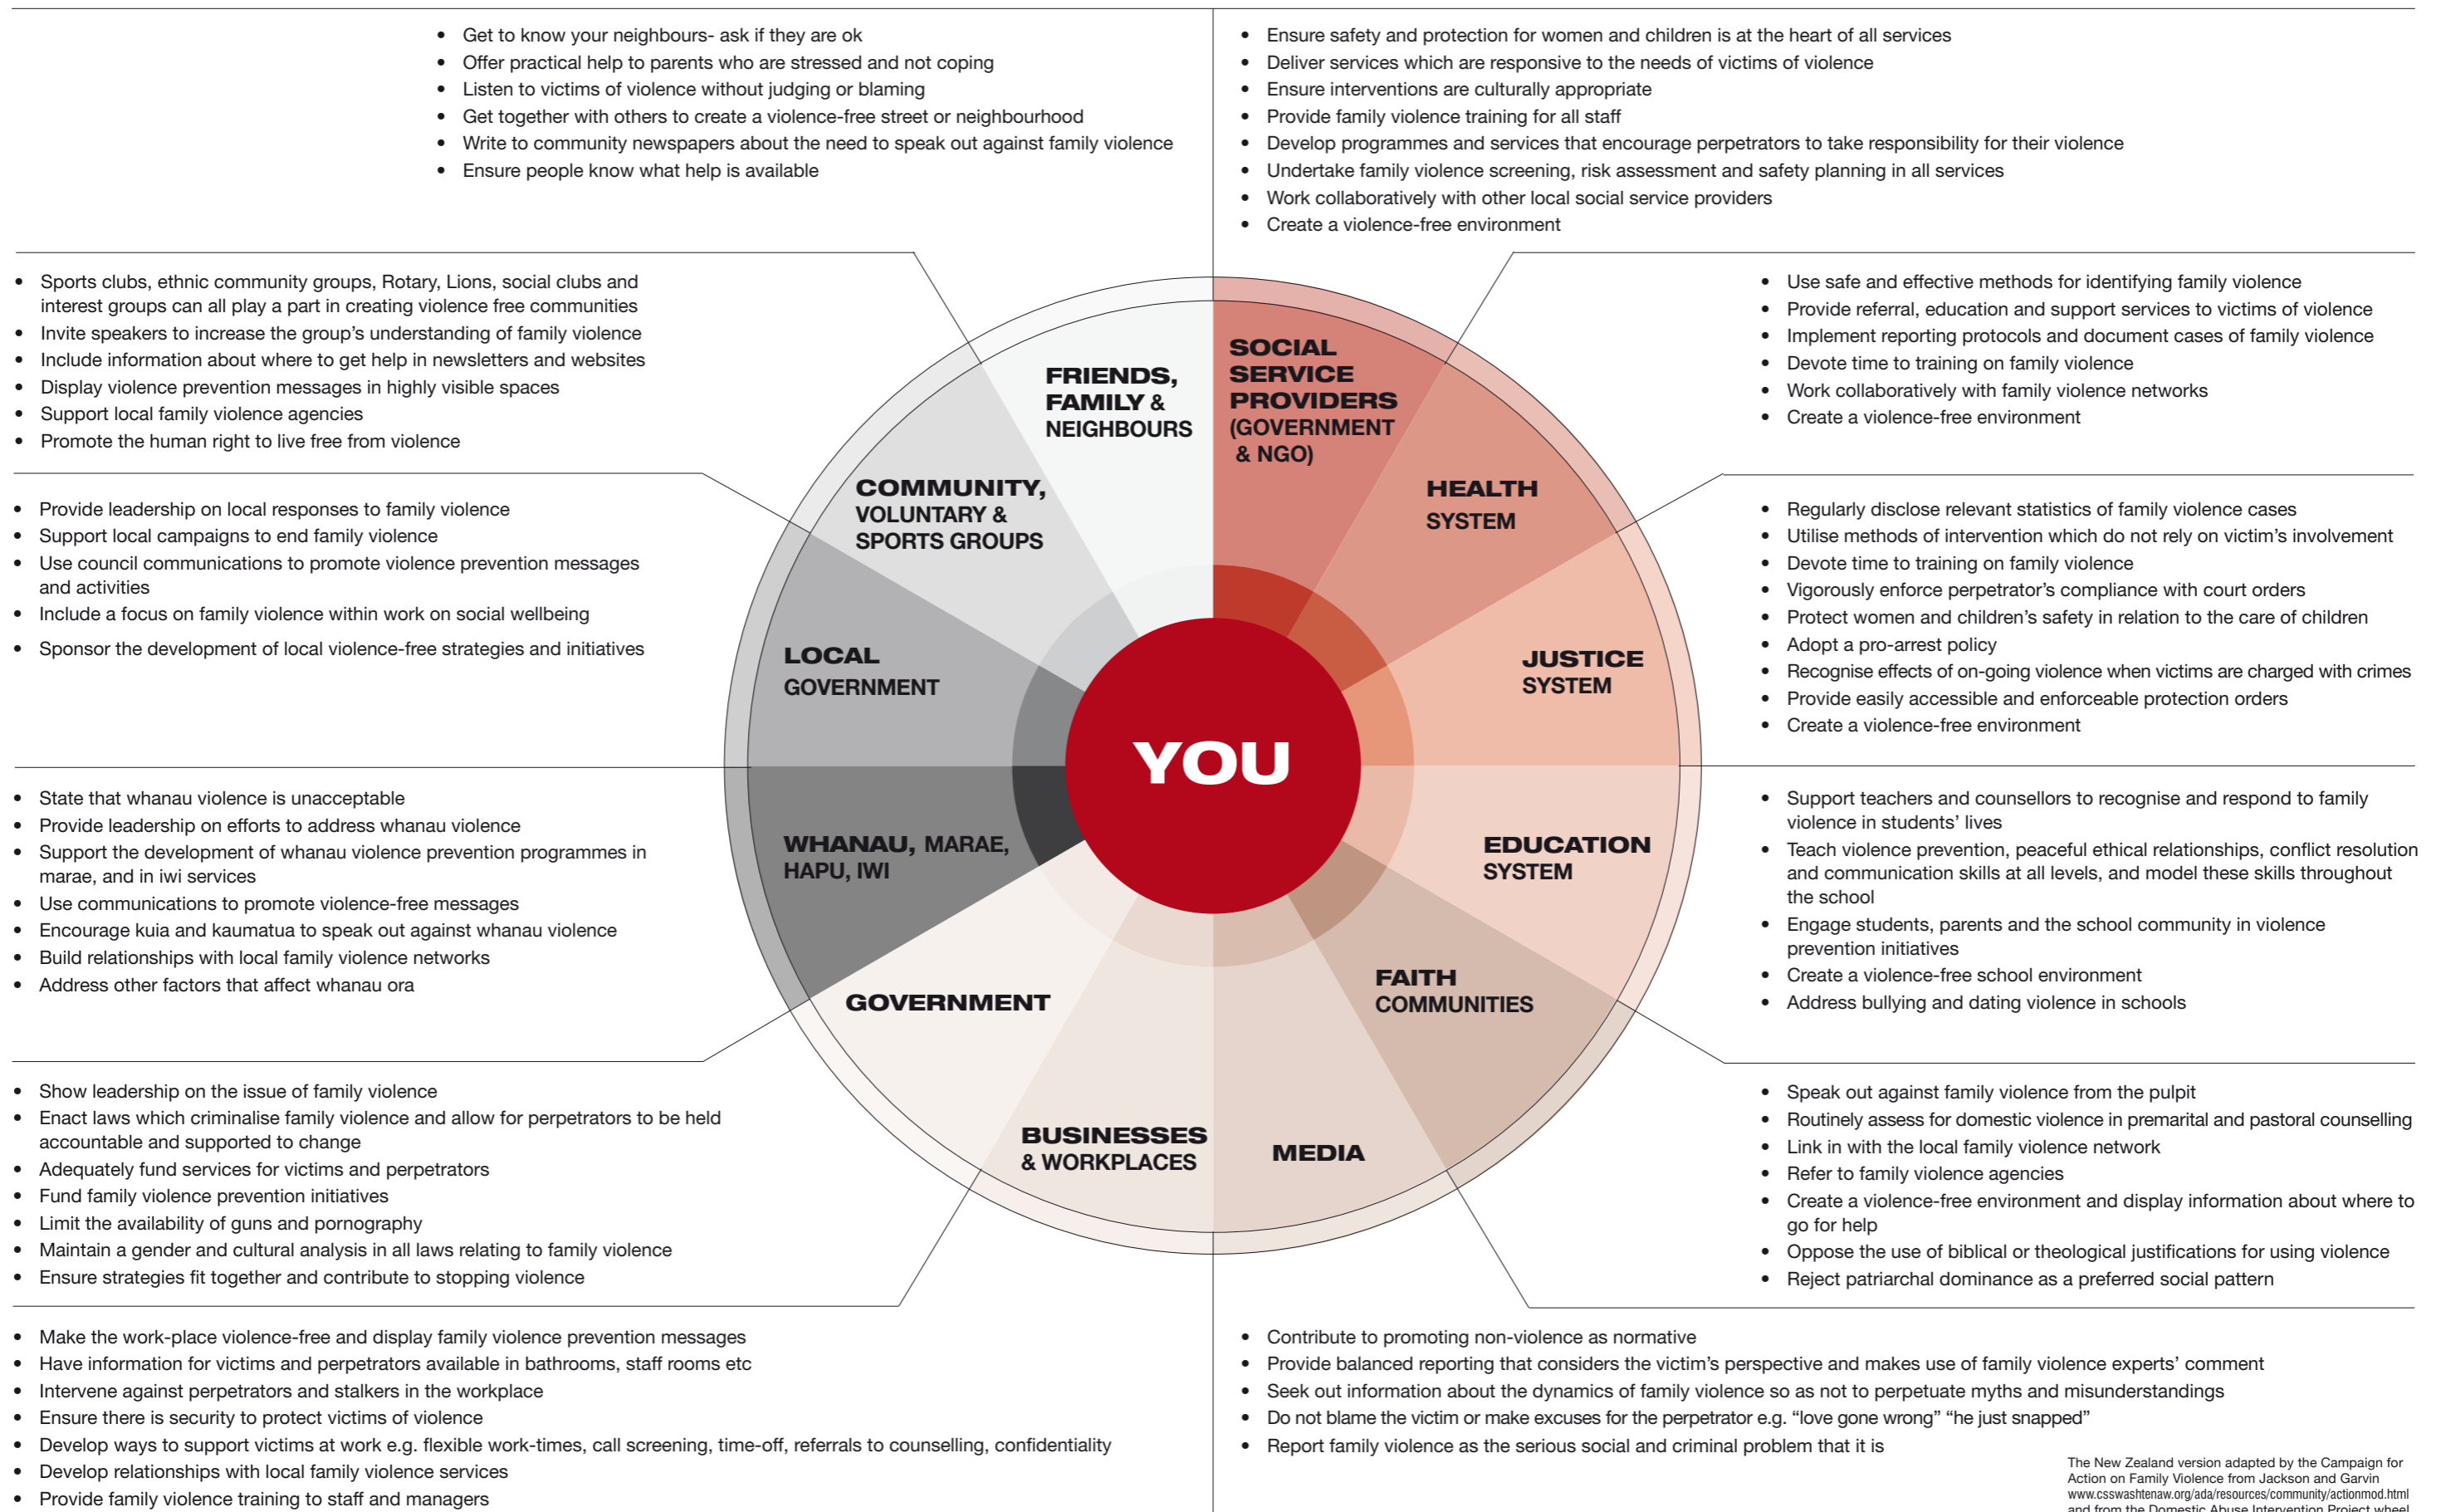 • Get to know your neighbours- ask if they are ok
• Offer practical help to parents who are stressed and not coping
• Listen to victims of violence without judging or blaming
• Get together with others to create a violence-free street or neighbourhood
• Write to community newspapers about the need to speak out against family violence
• Ensure people know what help is available
• Ensure safety and protection for women and children is at the heart of all services
• Deliver services which are responsive to the needs of victims of violence
• Ensure interventions are culturally appropriate
• Provide family violence training for all staff
• Develop programmes and services that encourage perpetrators to take responsibility for their violence
• Undertake family violence screening, risk assessment and safety planning in all services
• Work collaboratively with other local social service providers
• Create a violence-free environment
• Sports clubs, ethnic community groups, Rotary, Lions, social clubs and
interest groups can all play a part in creating violence free communities
• Invite speakers to increase the group's understanding of family violence
• Include information about where to get help in newsletters and websites
• Display violence prevention messages in highly visible spaces
• Support local family violence agencies
• Promote the human right to live free from violence
• Provide leadership on local responses to family violence
• Support local campaigns to end family violence
• Use council communications to promote violence prevention messages
and activities
• Include a focus on family violence within work on social wellbeing
• Sponsor the development of local violence-free strategies and initiatives
• State that whanau violence is unacceptable
• Provide leadership on efforts to address whanau violence
• Support the development of whanau violence prevention programmes in
marae, and in iwi services
• Use communications to promote violence-free messages
• Encourage kuia and kaumatua to speak out against whanau violence
• Build relationships with local family violence networks
• Address other factors that affect whanau ora
• Show leadership on the issue of family violence
• Enact laws which criminalise family violence and allow for perpetrators to be held
accountable and supported to change
• Adequately fund services for victims and perpetrators
• Fund family violence prevention initiatives
• Limit the availability of guns and pornography
• Maintain a gender and cultural analysis in all laws relating to family violence
• Ensure strategies fit together and contribute to stopping violence
FRIENDS,
FAMILY &
NEIGHBOURS
SOCIAL
SERVICE
PROVIDERS
(GOVERNMENT
& NGO)
COMMUNITY,
VOLUNTARY &
SPORTS GROUPS
HEALTH
SYSTEM
LOCAL
GOVERNMENT
JUSTICE
SYSTEM
YOU
WHANAU, MARAE,
HAPU, IWI
EDUCATION
SYSTEM
GOVERNMENT
FAITH
COMMUNITIES
BUSINESSES
& WORKPLACES
MEDIA
• Use safe and effective methods for identifying family violence
• Provide referral, education and support services to victims of violence
• Implement reporting protocols and document cases of family violence
• Devote time to training on family violence
• Work collaboratively with family violence networks
• Create a violence-free environment
• Regularly disclose relevant statistics of family violence cases
• Utilise methods of intervention which do not rely on victim's involvement
• Devote time to training on family violence
• Vigorously enforce perpetrator's compliance with court orders
• Protect women and children's safety in relation to the care of children
• Adopt a pro-arrest policy
• Recognise effects of on-going violence when victims are charged with crimes
• Provide easily accessible and enforceable protection orders
• Create a violence-free environment
• Support teachers and counsellors to recognise and respond to family
violence in students' lives
• Teach violence prevention, peaceful ethical relationships, conflict resolution
and communication skills at all levels, and model these skills throughout
the school
• Engage students, parents and the school community in violence
prevention initiatives
• Create a violence-free school environment
• Address bullying and dating violence in schools
• Speak out against family violence from the pulpit
• Routinely assess for domestic violence in premarital and pastoral counselling
• Link in with the local family violence network
• Refer to family violence agencies
• Create a violence-free environment and display information about where to
go for help
• Oppose the use of biblical or theological justifications for using violence
• Reject patriarchal dominance as a preferred social pattern
• Make the work-place violence-free and display family violence prevention messages
• Have information for victims and perpetrators available in bathrooms, staff rooms etc
• Intervene against perpetrators and stalkers in the workplace
• Ensure there is security to protect victims of violence
• Develop ways to support victims at work e.g. flexible work-times, call screening, time-off, referrals to counselling, confidentiality
• Develop relationships with local family violence services
• Provide family violence training to staff and managers
• Contribute to promoting non-violence as normative
• Provide balanced reporting that considers the victim's perspective and makes use of family violence experts' comment
• Seek out information about the dynamics of family violence so as not to perpetuate myths and misunderstandings
• Do not blame the victim or make excuses for the perpetrator e.g. “love gone wrong” “he just snapped”
• Report family violence as the serious social and criminal problem that it is
The New Zealand version adapted by the Campaign for
Action on Family Violence from Jackson and Garvin
www.csswashtenaw.org/ada/resources/community/actionmod.html
and from the Domestic Abuse Intervention Project wheel